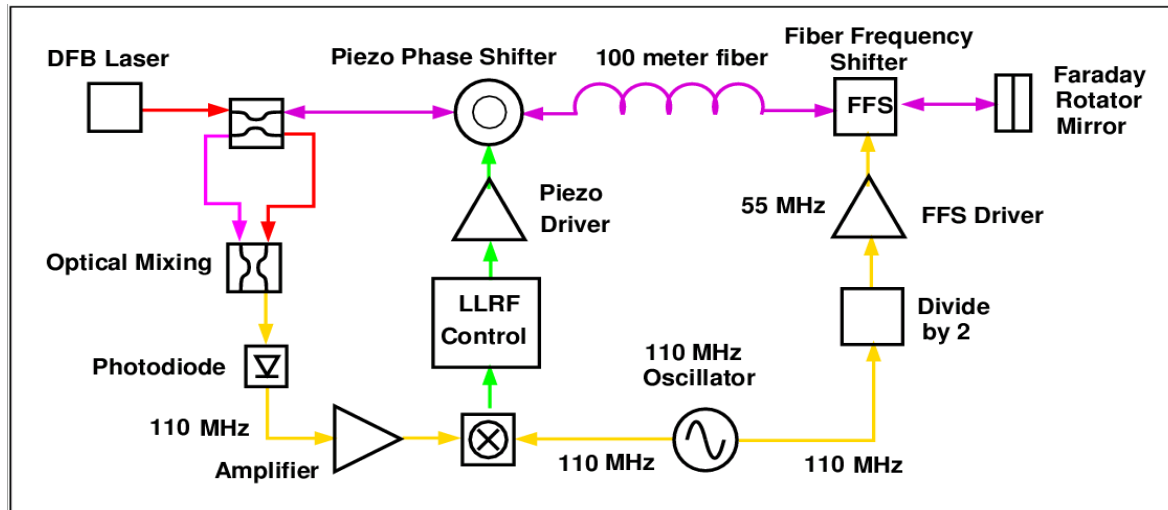 DFB Laser
Piezo Phase Shifter
100 meter fiber
Fiber Frequency
Shifter
FFS
Faraday
Rotator
Mirror
Piezo
Driver
55 MHz
FFS Driver
Optical Mixing
LLRF
Control
Divide
by 2
Photodiode
110 MHz
Oscillator
110 MHz
Amplifier
110 MHz
110 MHz